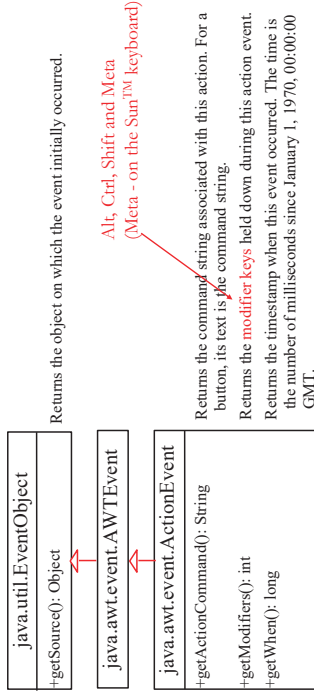 java.util.EventObject
+getSource(): Object
Returns the object on which the event initially occurred.
java.awt.event.AWTEvent
Alt, Ctrl, Shift and Meta
(Meta - on the Sun™ keyboard)
java.awt.event.ActionEvent
+getActionCommand(): String
Returns the command string associated with this action. For a
button, its text is the command string.
+getModifiers(): int
Returns the modifier keys held down during this action event.
+getWhen(): long
Returns the timestamp when this event occurred. The time is
the number of milliseconds since January 1, 1970, 00:00:00
GMT.